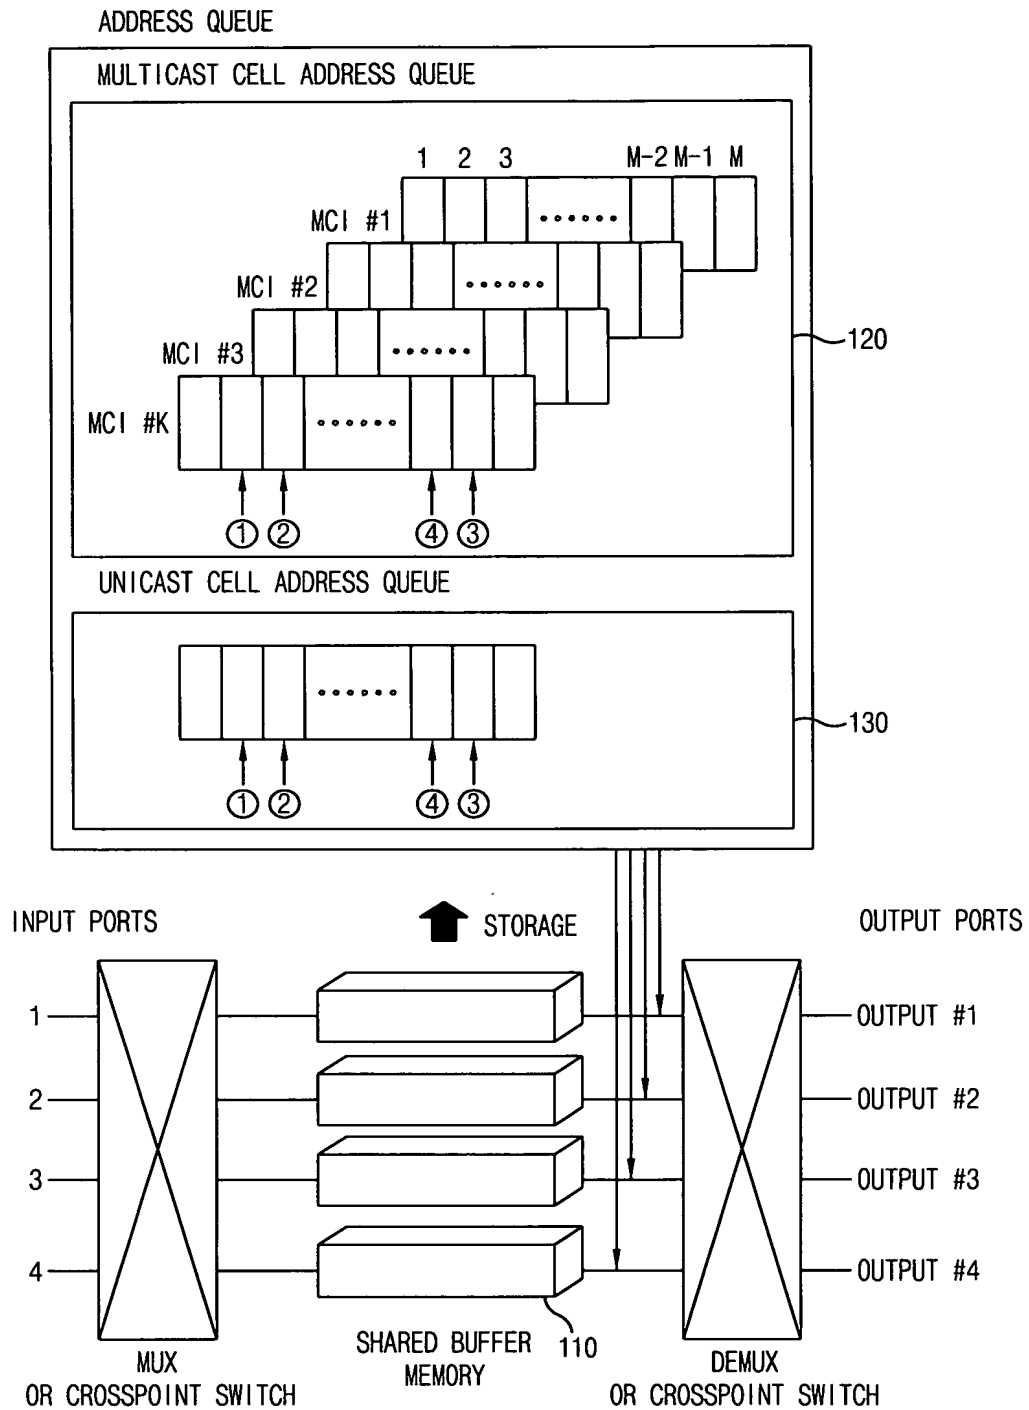 ADDRESS QUEUE
MULTICAST CELL ADDRESS QUEUE
1 2 3 M-2 M-1 M
MCI #1
MCI #2
MCI #3
120
MCI #K
① ② ④ ③
UNICAST CELL ADDRESS QUEUE
130
① ② ④ ③
INPUT PORTS
STORAGE
OUTPUT PORTS
1
OUTPUT #1
2
OUTPUT #2
3
OUTPUT #3
4
OUTPUT #4
110
SHARED BUFFER
MEMORY
MUX
OR CROSSPOINT SWITCH
DEMUX
OR CROSSPOINT SWITCH